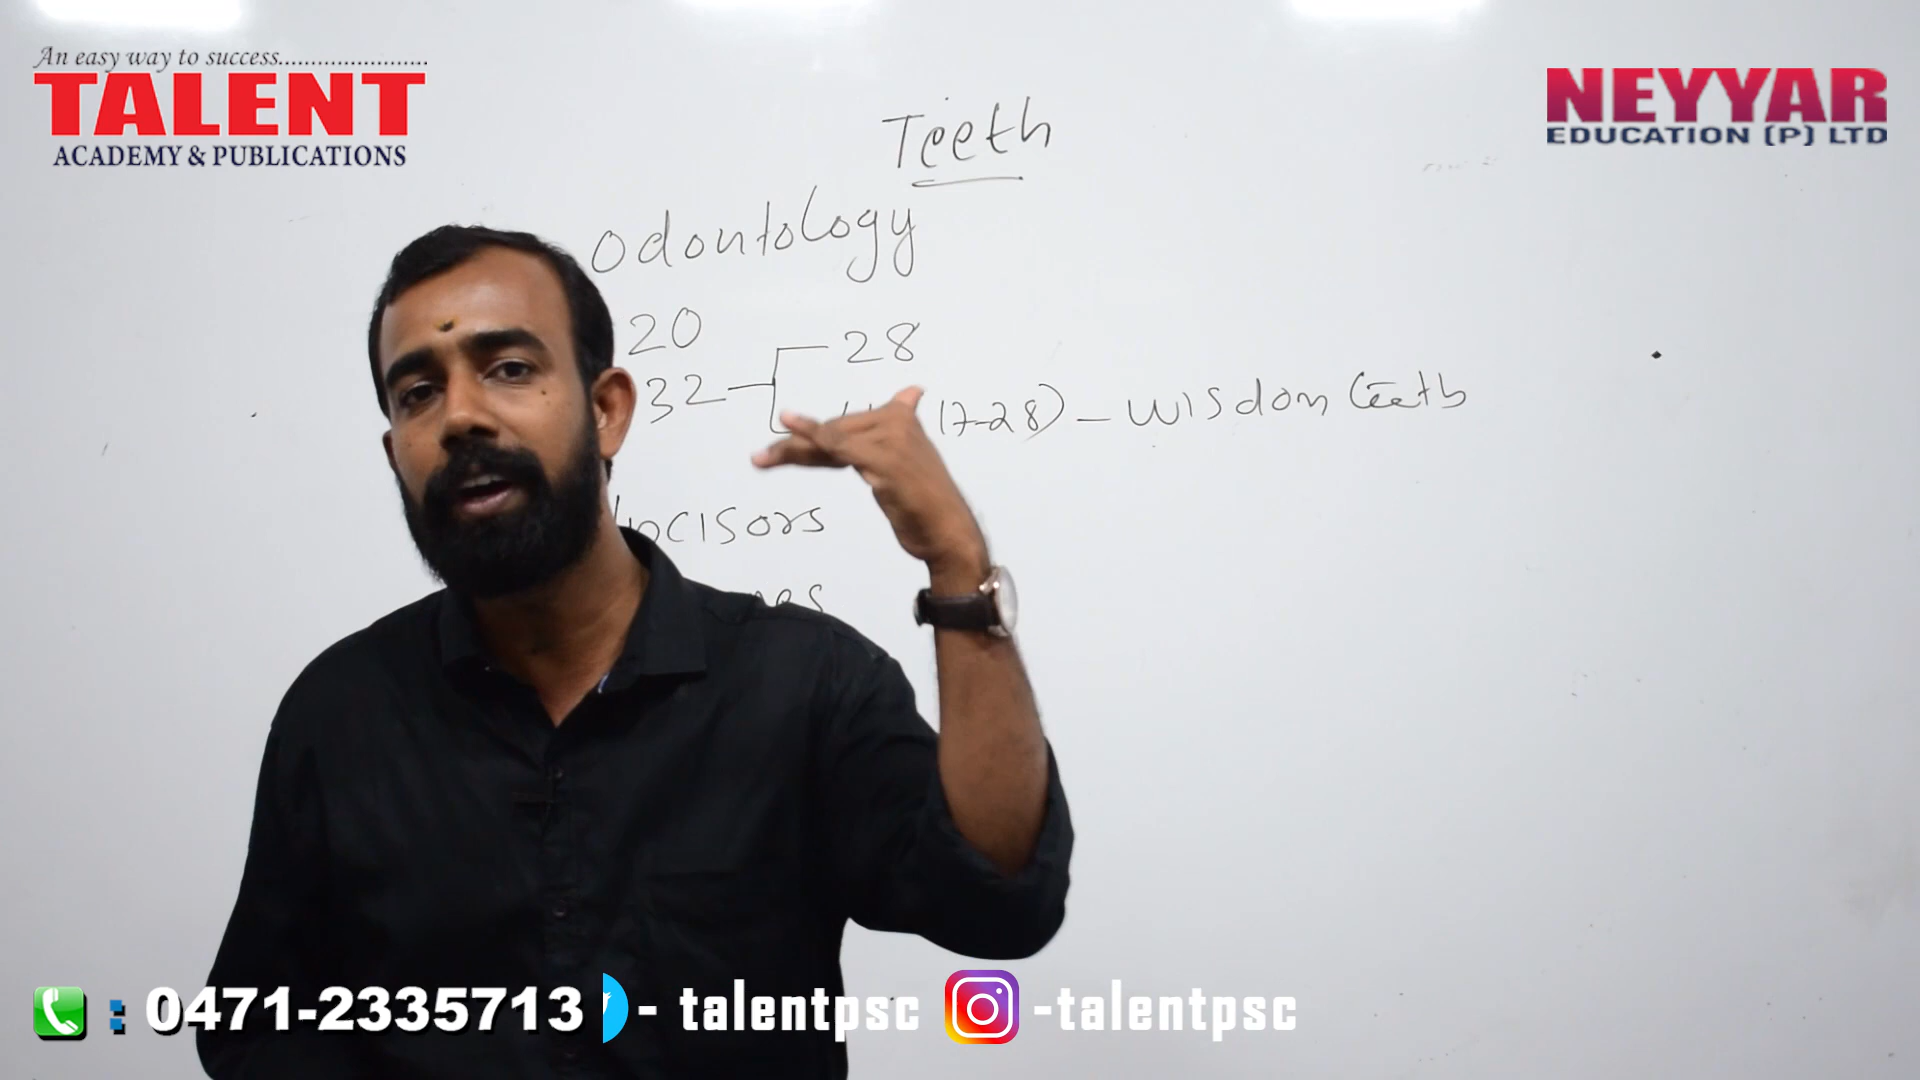 An easy way to success.......................
TALENT
ACADEMY & PUBLICATIONS
NEYYAR
EDUCATION (P) LTD
Teeth
Odontology
20
32
28
(17-28) - wisdom teeth
Incisors
: 0471-2335713 - talentpsc -talentpsc